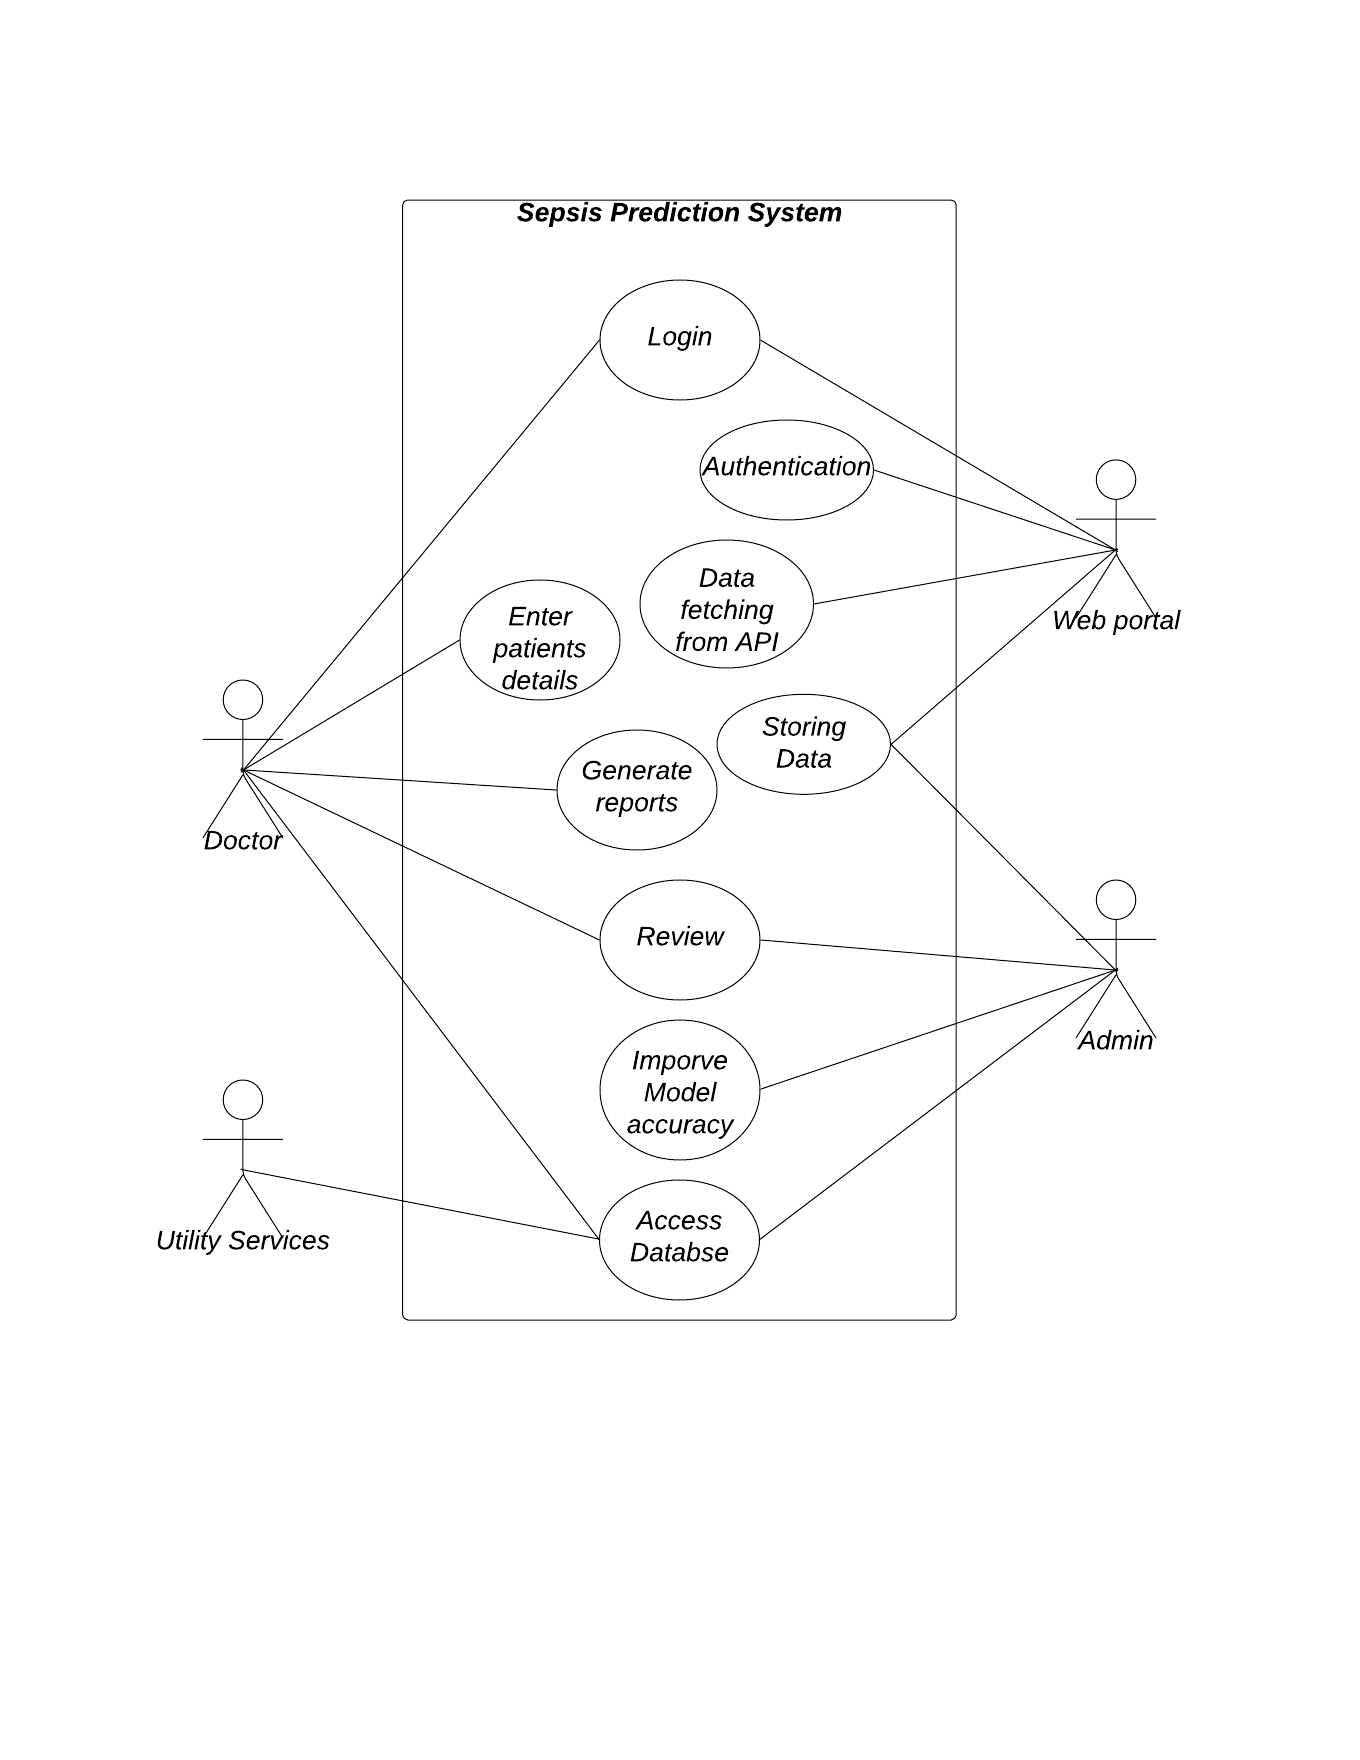 Sepsis Prediction System
Login
Authentication
Data
fetching
from API
Enter
patients
details
Web portal
Storing
Data
Generate
reports
Doctor
Review
Admin
Imporve
Model
accuracy
Utility Services
Access
Databse